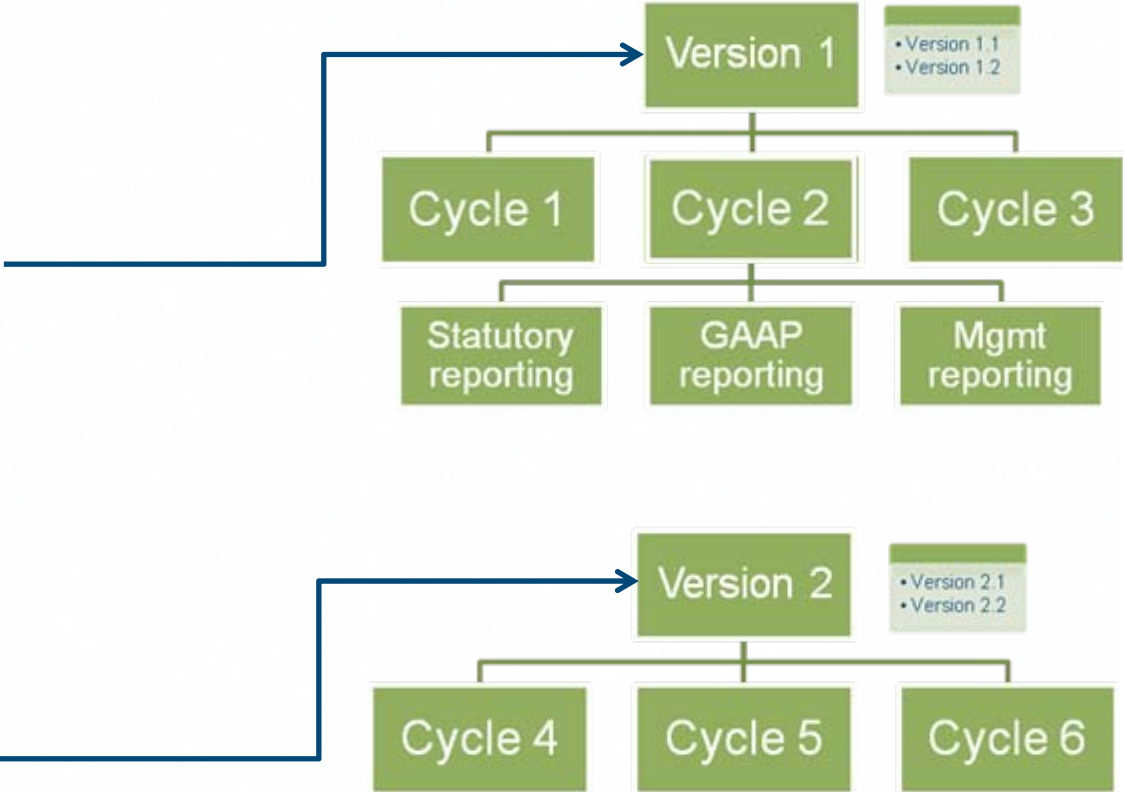 Version 1
• Version 1.1
• Version 1.2
Cycle 1
Cycle 2
Cycle 3
Statutory
reporting
GAAP
reporting
Mgmt
reporting
Version 2
• Version 2.1
• Version 2.2
Cycle 4
Cycle 5
Cycle 6